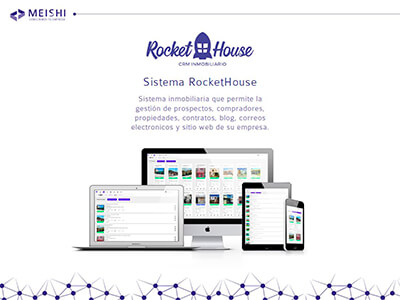 MEISHI
Rocket House
CRM INMOBILIARIO
Sistema RocketHouse
Sistema inmobiliaria que permite la
gestión de prospectos, compradores,
propiedades, contratos, blog, correos
electronicos y sitio web de su empresa.